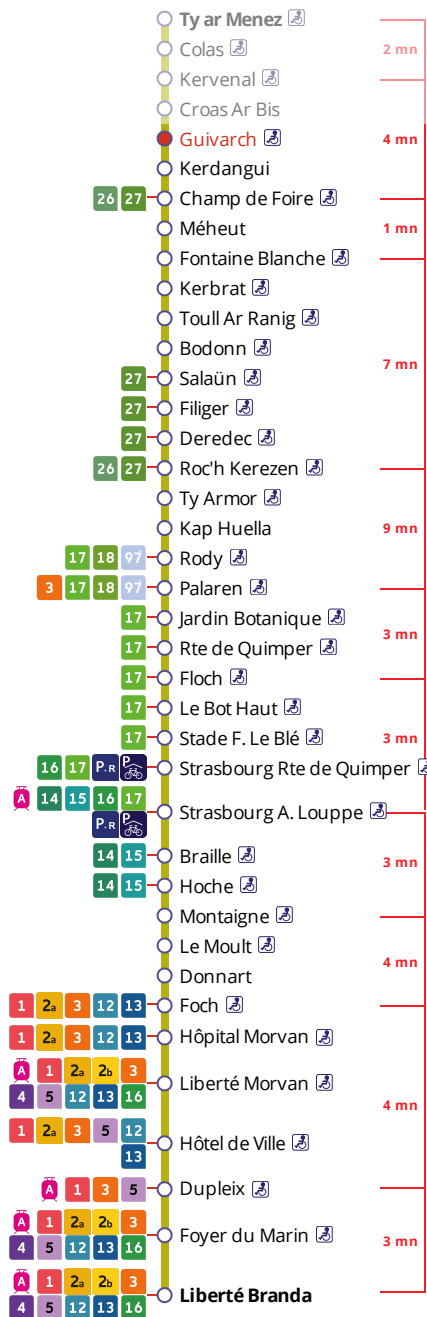 Ty ar Menez
Colas
2 mn
Kervenal
Croas Ar Bis
Guivarch
4 mn
Kerdangui
26 27 Champ de Foire
Méheut
1 mn
Fontaine Blanche
Kerbrat
Toull Ar Ranig
Bodonn
7 mn
27 Salaün
27 Filiger
27 Deredec
26 27 Roc'h Kerezen
Ty Armor
Kap Huella
9 mn
17 18 97 Rody
3 17 18 97 Palaren
17 Jardin Botanique
17 Rte de Quimper
3 mn
17 Floch
17 Le Bot Haut
17 Stade F. Le Blé
3 mn
16 17 P+R P Strasbourg Rte de Quimper
A 14 15 16 17
P+R P
Strasbourg A. Louppe
14 15 Braille
3 mn
14 15 Hoche
Montaigne
Le Moult
4 mn
Donnart
1 2a 3 12 13 Foch
1 2a 3 12 13 Hôpital Morvan
A 1 2a 2b 3
4 5 12 13 16
Liberté Morvan
4 mn
1 2a 3 5 12
13
Hôtel de Ville
A 1 3 5 Dupleix
A 1 2a 2b 3
4 5 12 13 16
Foyer du Marin
3 mn
A 1 2a 2b 3
4 5 12 13 16
Liberté Branda